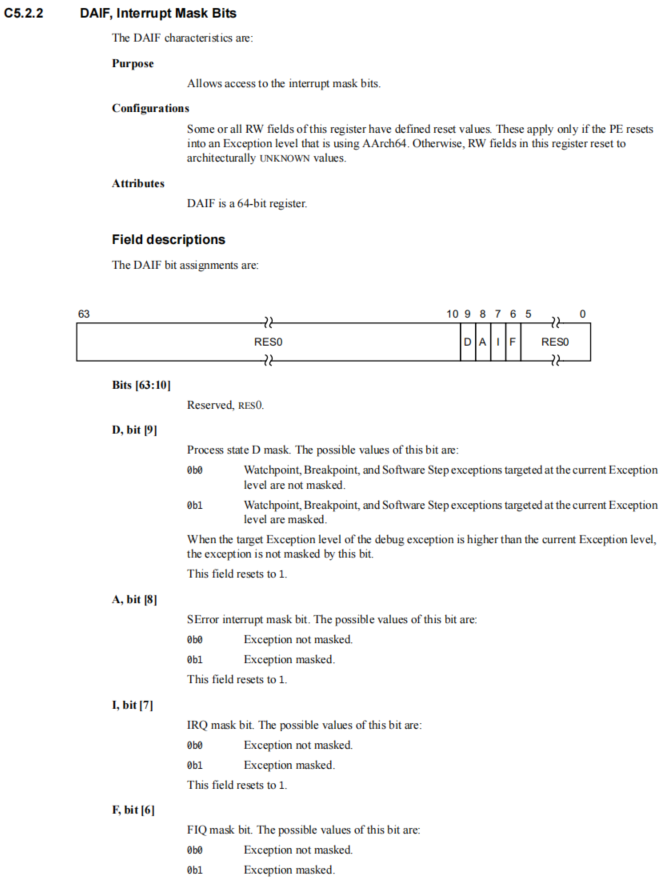 C5.2.2 DAIF, Interrupt Mask Bits
The DAIF characteristics are:
Purpose
Allows access to the interrupt mask bits.
Configurations
Some or all RW fields of this register have defined reset values. These apply only if the PE resets
into an Exception level that is using AArch64. Otherwise, RW fields in this register reset to
architecturally UNKNOWN values.
Attributes
DAIF is a 64-bit register.
Field descriptions
The DAIF bit assignments are:
63 10 9 8 7 6 5 0
RES0 D A I F RES0
Bits [63:10]
Reserved, RES0.
D, bit [9]
Process state D mask. The possible values of this bit are:
0b0 Watchpoint, Breakpoint, and Software Step exceptions targeted at the current Exception
level are not masked.
0b1 Watchpoint, Breakpoint, and Software Step exceptions targeted at the current Exception
level are masked.
When the target Exception level of the debug exception is higher than the current Exception level,
the exception is not masked by this bit.
This field resets to 1.
A, bit [8]
SError interrupt mask bit. The possible values of this bit are:
0b0 Exception not masked.
0b1 Exception masked.
This field resets to 1.
I, bit [7]
IRQ mask bit. The possible values of this bit are:
0b0 Exception not masked.
0b1 Exception masked.
This field resets to 1.
F, bit [6]
FIQ mask bit. The possible values of this bit are:
0b0 Exception not masked.
0b1 Exception masked.